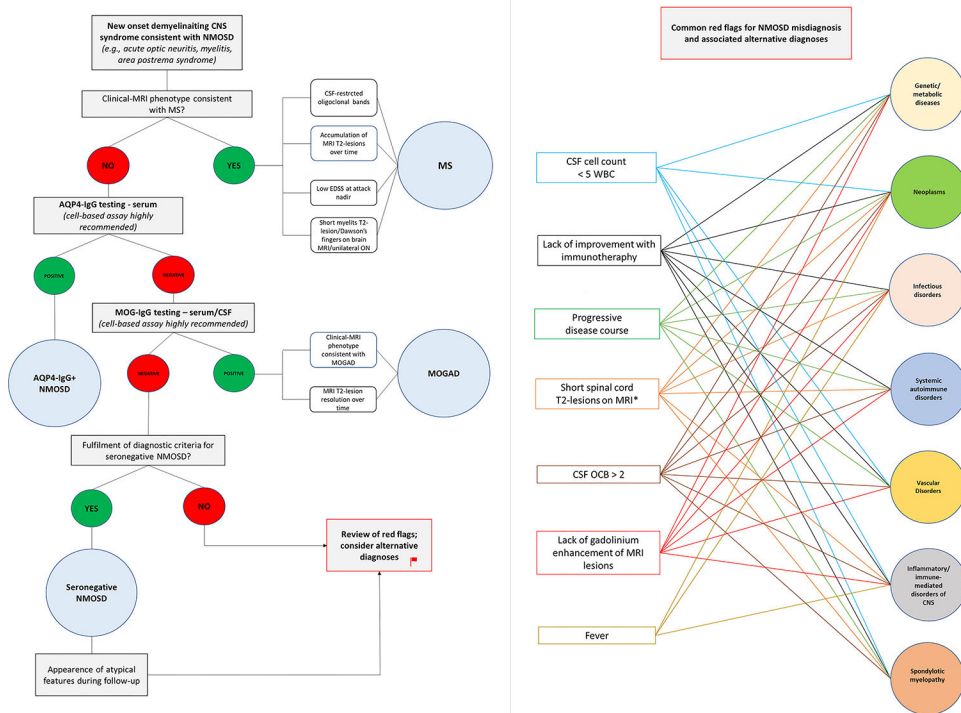 New onset demyelinaiting CNS
syndrome consistent with NMOSD
(e.g., acute optic neuritis, myelitis,
area postrema syndrome)
Clinical-MRI phenotype consistent
with MS?
NO
YES
CSF-restrcted
oligoclonal bands
Accumulation of
MRI T2-lesions over
time
Low EDSS at attack
nadir
Short myelits T2-
lesion/Dawson's
fingers on brain
MRI/unilateral ON
MS
AQP4-IgG testing - serum
(cell-based assay highly
recommended)
POSITIVE
NEGATIVE
AQP4-IgG+
NMOSD
MOG-IgG testing – serum/CSF
(cell-based assay highly recommended)
NEGATIVE
POSITIVE
Clinical-MRI
phenotype
consistent with
MOGAD
MRI T2-lesion
resolution over
time
MOGAD
Fulfilment of diagnostic criteria for
seronegative NMOSD?
YES
NO
Seronegative
NMOSD
Review of red flags;
consider alternative
diagnoses
Appearance of atypical
features during follow-up
Common red flags for NMOSD misdiagnosis
and associated alternative diagnoses
CSF cell count
< 5 WBC
Lack of improvement with
immunotheraphy
Progressive
disease course
Short spinal cord
T2-lesions on MRI*
CSF OCB > 2
Lack of gadolinium
enhancement of MRI
lesions
Fever
Genetic/
metabolic
diseases
Neoplasms
Infectious
disorders
Systemic
autoimmune
disorders
Vascular
Disorders
Inflammatory/
immune-
mediated
disorders of
CNS
Spondylotic
myelopathy